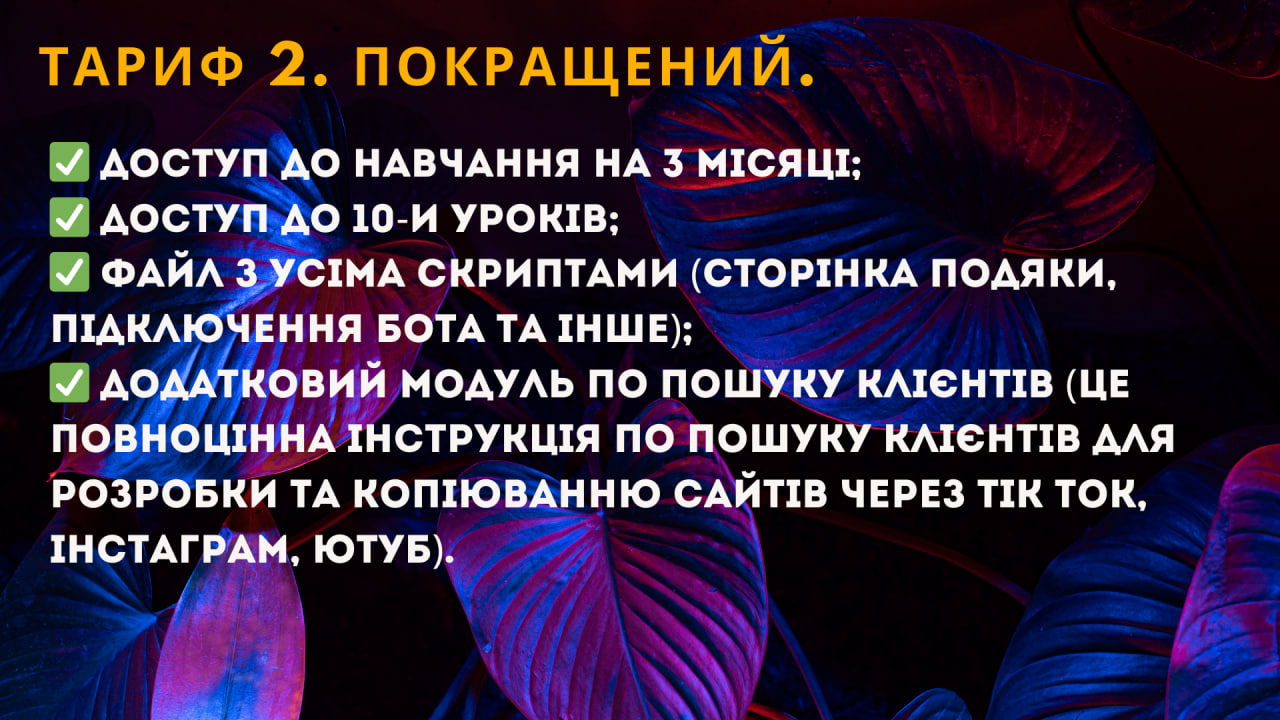 ТАРИФ 2. ПОКРАЩЕНИЙ.
✅ ДОСТУП ДО НАВЧАННЯ НА 3 МІСЯЦІ;
✅ ДОСТУП ДО 10-И УРОКІВ;
✅ ФАЙЛ З УСІМА СКРИПТАМИ (СТОРІНКА ПОДЯКИ,
ПІДКЛЮЧЕННЯ БОТА ТА ІНШЕ);
✅ ДОДАТКОВИЙ МОДУЛЬ ПО ПОШУКУ КЛІЄНТІВ (ЦЕ
ПОВНОЦІННА ІНСТРУКЦІЯ ПО ПОШУКУ КЛІЄНТІВ ДЛЯ
РОЗРОБКИ ТА КОПІЮВАННЮ САЙТІВ ЧЕРЕЗ ТІК ТОК,
ІНСТАГРАМ, ЮТУБ).